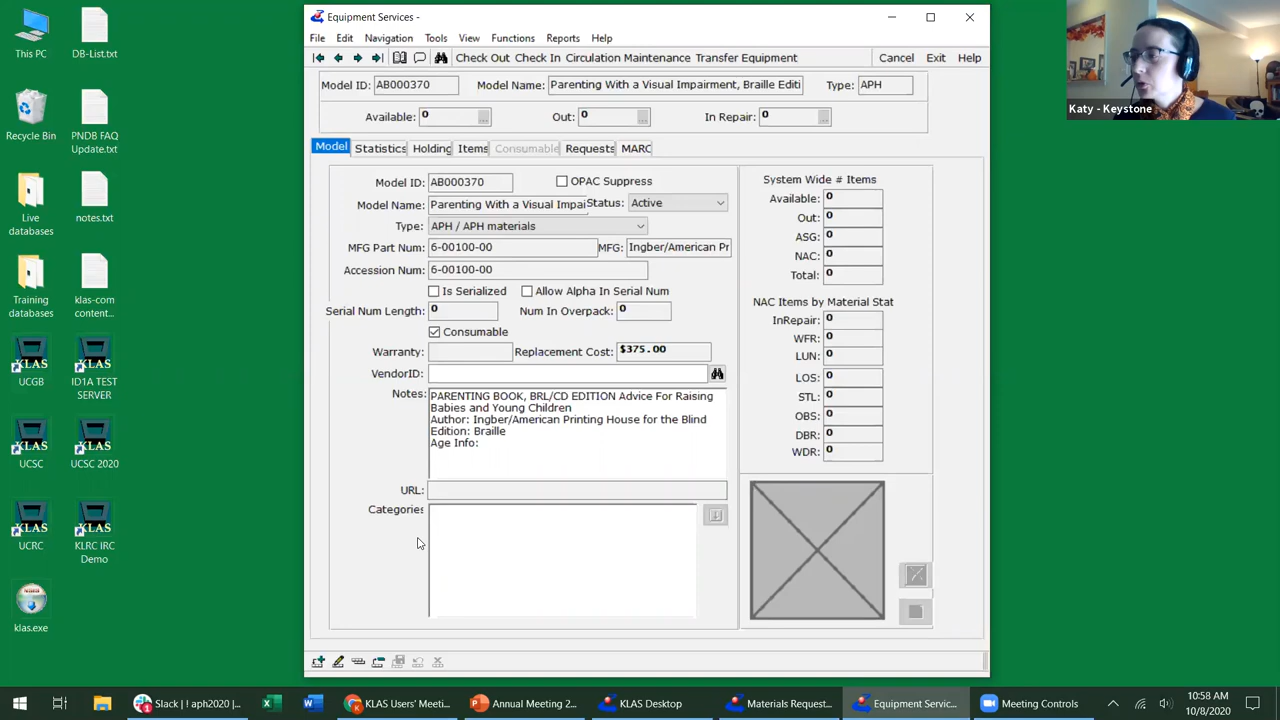 This PC
DB-List.txt
Recycle Bin
PNDB FAQ
Update.txt
Live
databases
notes.txt
Training
databases
klas-com
content...
KLAS
UCGB
KLAS
ID1A TEST
SERVER
KLAS
UCSC
KLAS
UCSC 2020
KLAS
UCRC
KLAS
KLRC IRC
Demo
klas.exe
Equipment Services -
File Edit Navigation Tools View Functions Reports Help
Check Out Check In Circulation Maintenance Transfer Equipment Cancel Exit Help
Model ID: AB000370 Model Name: Parenting With a Visual Impairment, Braille Editi Type: APH
Available: 0 ... Out: 0 ... In Repair: 0 ...
Model Statistics Holding Items Consumable Requests MARC
Model ID: AB000370 OPAC Suppress
Model Name: Parenting With a Visual Impai Status: Active
Type: APH / APH materials
MFG Part Num: 6-00100-00 MFG: Ingber/American Pr
Accession Num: 6-00100-00
Is Serialized Allow Alpha In Serial Num
Serial Num Length: 0 Num In Overpack: 0
Consumable
Warranty: Replacement Cost: $375.00
VendorID:
Notes: PARENTING BOOK, BRL/CD EDITION Advice For Raising
Babies and Young Children
Author: Ingber/American Printing House for the Blind
Edition: Braille
Age Info:
URL:
Categories
System Wide # Items
Available: 0
Out: 0
ASG: 0
NAC: 0
Total: 0
NAC Items by Material Stat
InRepair: 0
WFR: 0
LUN: 0
LOS: 0
STL: 0
OBS: 0
DBR: 0
WDR: 0
Katy - Keystone
Slack | ! aph2020 |...
KLAS Users' Meeti...
Annual Meeting 2...
KLAS Desktop
Materials Request...
Equipment Servic...
Meeting Controls
10:58 AM
10/8/2020